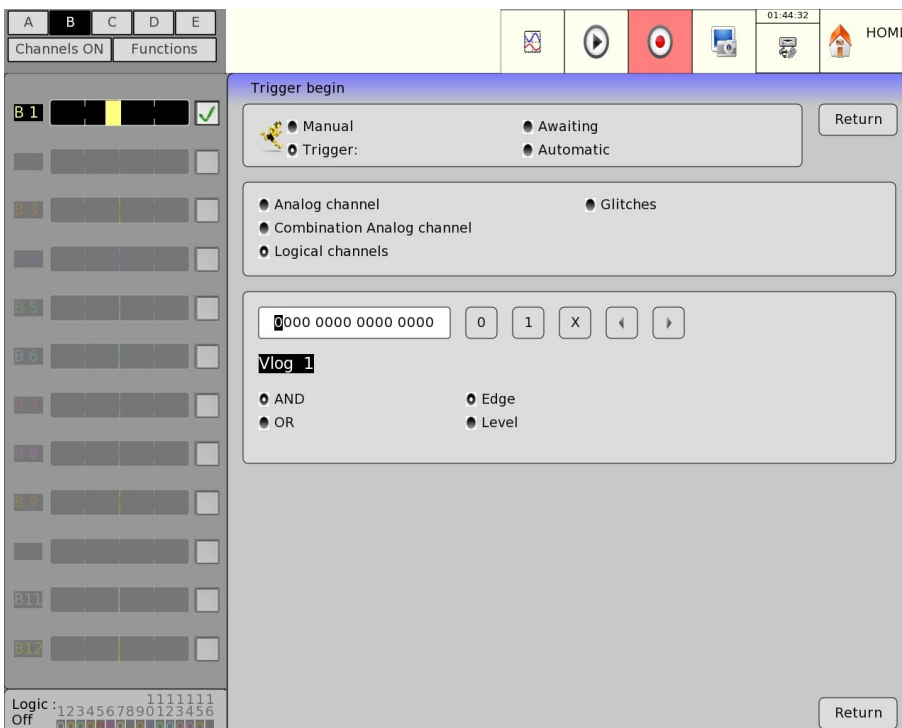 A B C D E
Channels ON Functions
01:44:32
HOM
Trigger begin
B 1
Manual
Awaiting
Return
Trigger:
Automatic
B 3
Analog channel
Glitches
Combination Analog channel
Logical channels
B 5
0000 0000 0000 0000 0 1 X
B 6
Vlog 1
AND
Edge
B 7
OR
Level
B 8
B 9
B11
B12
Logic :
1111111
1234567890123456
Off
Return